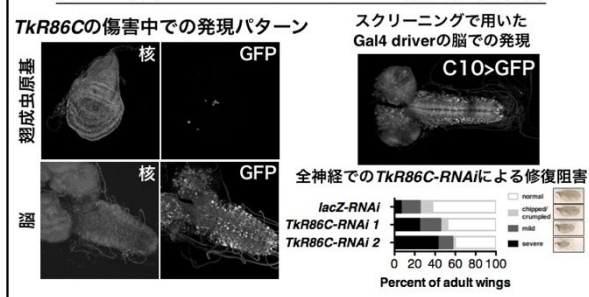 TkR86Cの傷害中での発現パターン
翅成虫原基
核
GFP
脳
核
GFP
スクリーニングで用いた
Gal4 driverの脳での発現
C10>GFP
全神経でのTkR86C-RNAiによる修復阻害
lacZ-RNAi
TkR86C-RNAi 1
TkR86C-RNAi 2
0 20 40 60 80 100
Percent of adult wings
normal
chipped/
crumpled
mild
severe